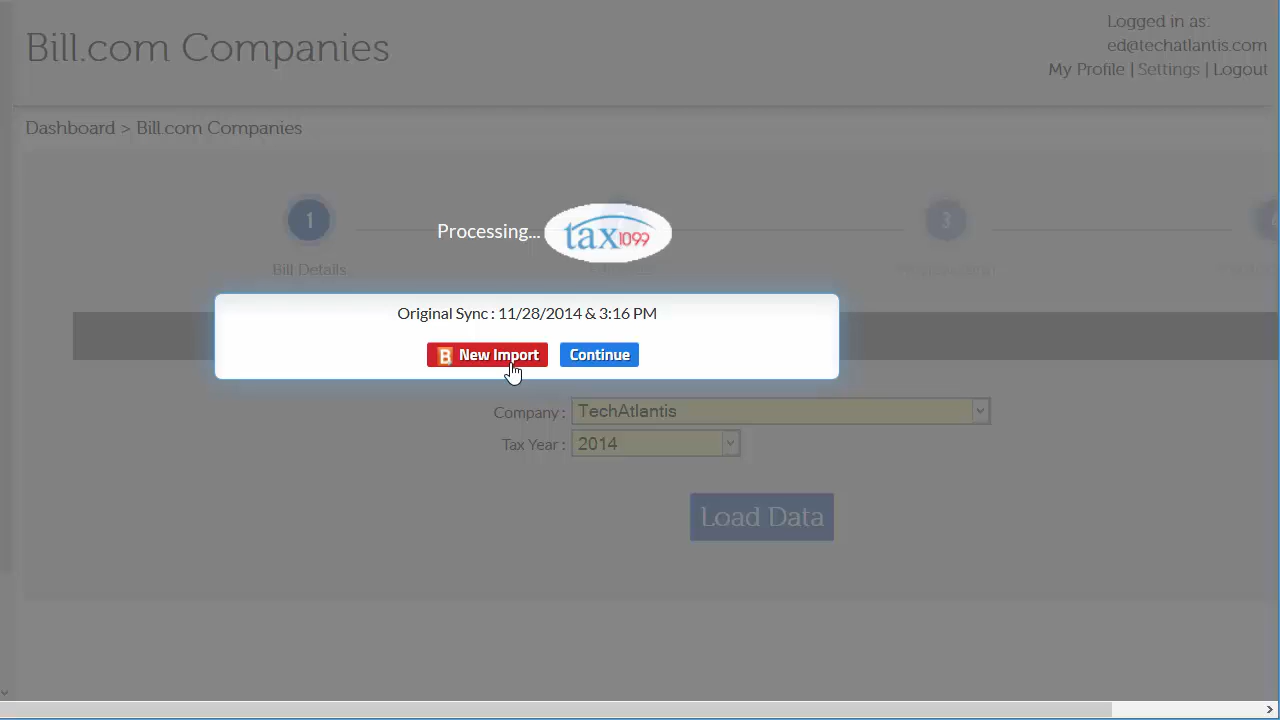 Bill.com Companies
Logged in as:
ed@techatlantis.com
My Profile | Settings | Logout
Dashboard > Bill.com Companies
1
3
Processing...
tax1099
Bill Details
Original Sync : 11/28/2014 & 3:16 PM
B New Import
Continue
Company : TechAtlantis
Tax Year : 2014
Load Data